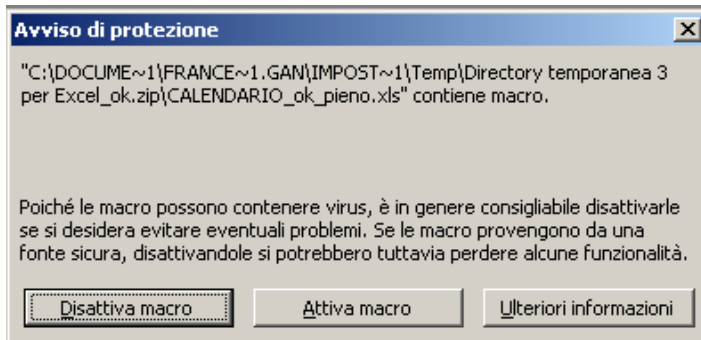 Avviso di protezione
"C:\DOCUME~1\FRANCE~1.GAN\IMPOST~1\Temp\Directory temporanea 3
per Excel_ok.zip\CALENDARIO_ok_pieno.xls" contiene macro.
Poiché le macro possono contenere virus, è in genere consigliabile disattivarle
se si desidera evitare eventuali problemi. Se le macro provengono da una
fonte sicura, disattivandole si potrebbero tuttavia perdere alcune funzionalità.
Disattiva macro
Attiva macro
Ulteriori informazioni